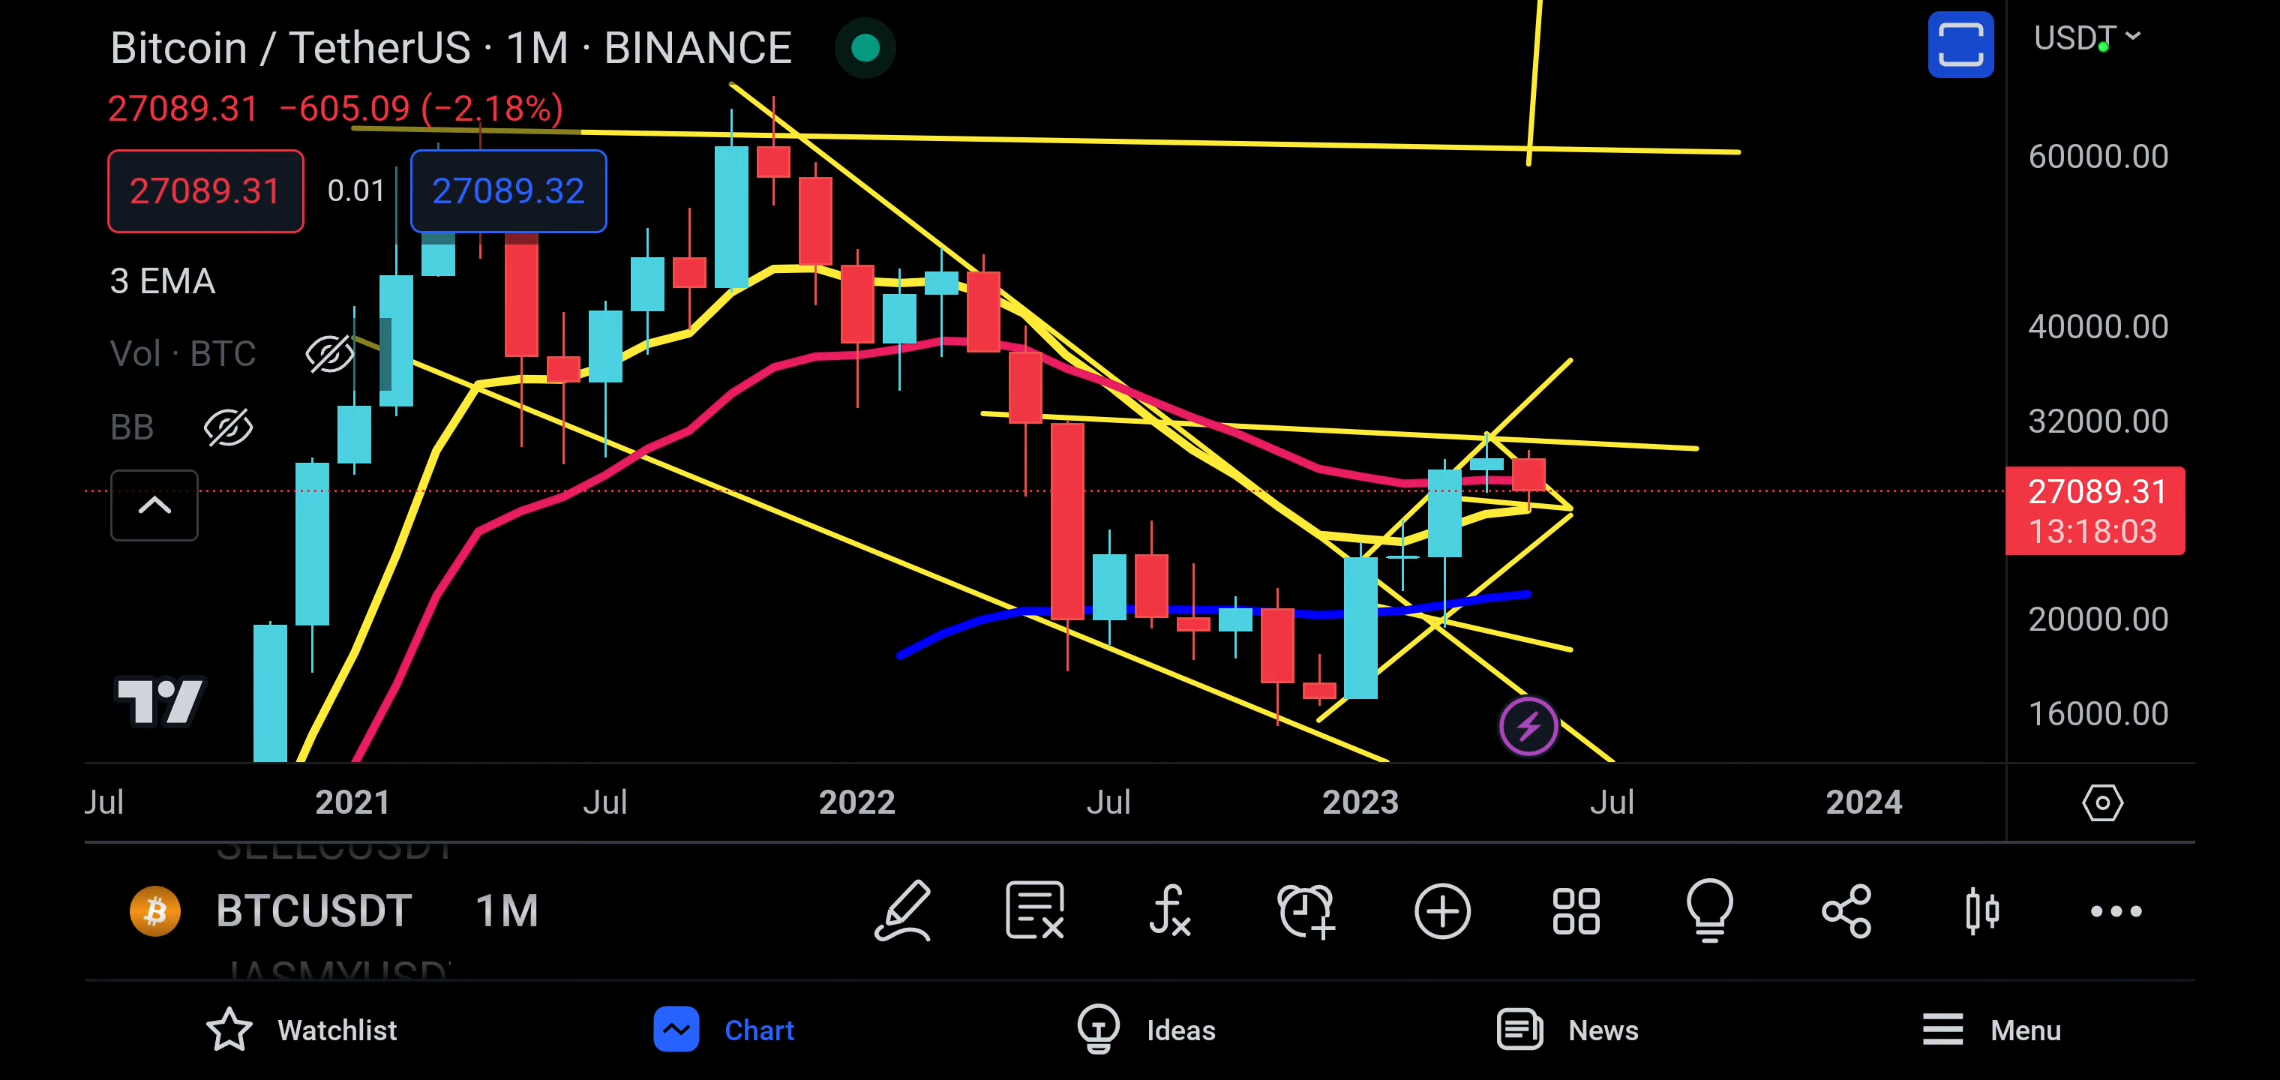 Bitcoin / TetherUS · 1M · BINANCE
USDT
27089.31 −605.09 (−2.18%)
60000.00
27089.31 0.01 27089.32
3 EMA
40000.00
Vol · BTC
BB
32000.00
27089.31
13:18:03
20000.00
16000.00
Jul 2021 Jul 2022 Jul 2023 Jul 2024
BTCUSDT 1M
Watchlist Chart Ideas News Menu